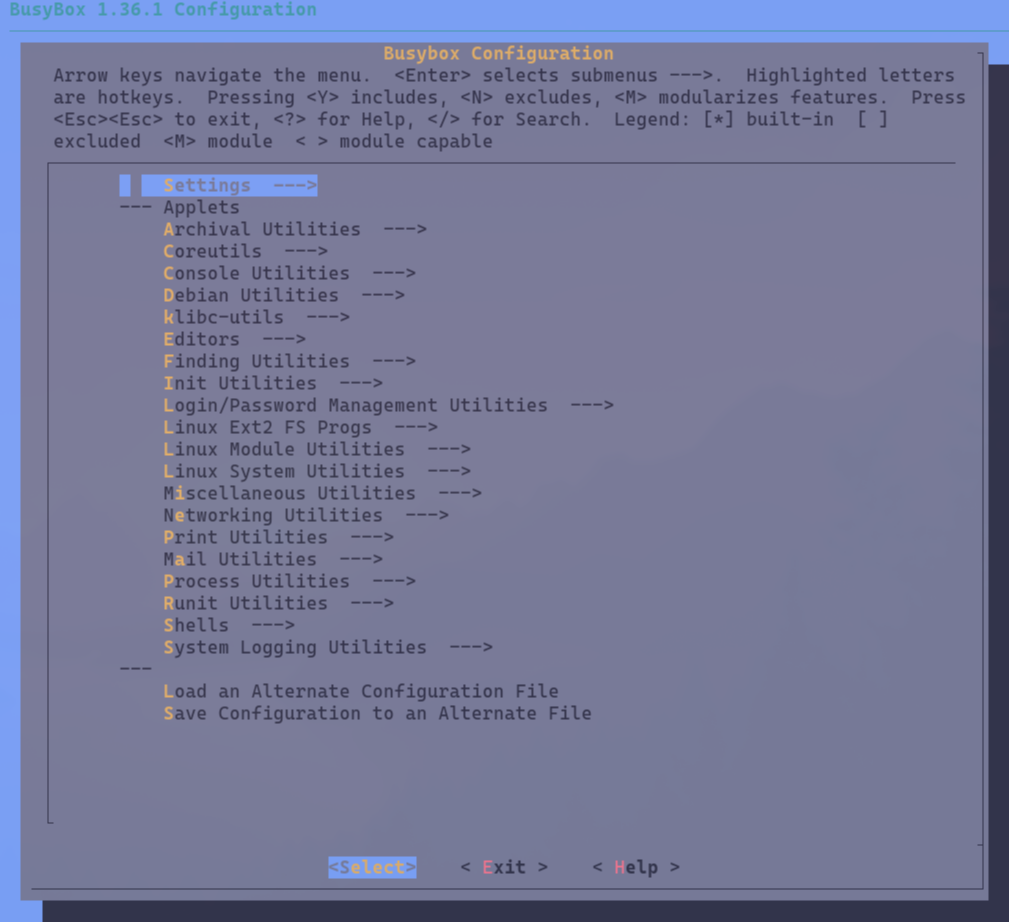 BusyBox 1.36.1 Configuration
Busybox Configuration
Arrow keys navigate the menu.  <Enter> selects submenus --->.  Highlighted letters
are hotkeys.  Pressing <Y> includes, <N> excludes, <M> modularizes features.  Press
<Esc><Esc> to exit, <?> for Help, </> for Search.  Legend: [*] built-in  [ ]
excluded  <M> module  < > module capable
Settings  --->
--- Applets
Archival Utilities  --->
Coreutils  --->
Console Utilities  --->
Debian Utilities  --->
klibc-utils  --->
Editors  --->
Finding Utilities  --->
Init Utilities  --->
Login/Password Management Utilities  --->
Linux Ext2 FS Progs  --->
Linux Module Utilities  --->
Linux System Utilities  --->
Miscellaneous Utilities  --->
Networking Utilities  --->
Print Utilities  --->
Mail Utilities  --->
Process Utilities  --->
Runit Utilities  --->
Shells  --->
System Logging Utilities  --->
---
Load an Alternate Configuration File
Save Configuration to an Alternate File
<Select>    < Exit >    < Help >